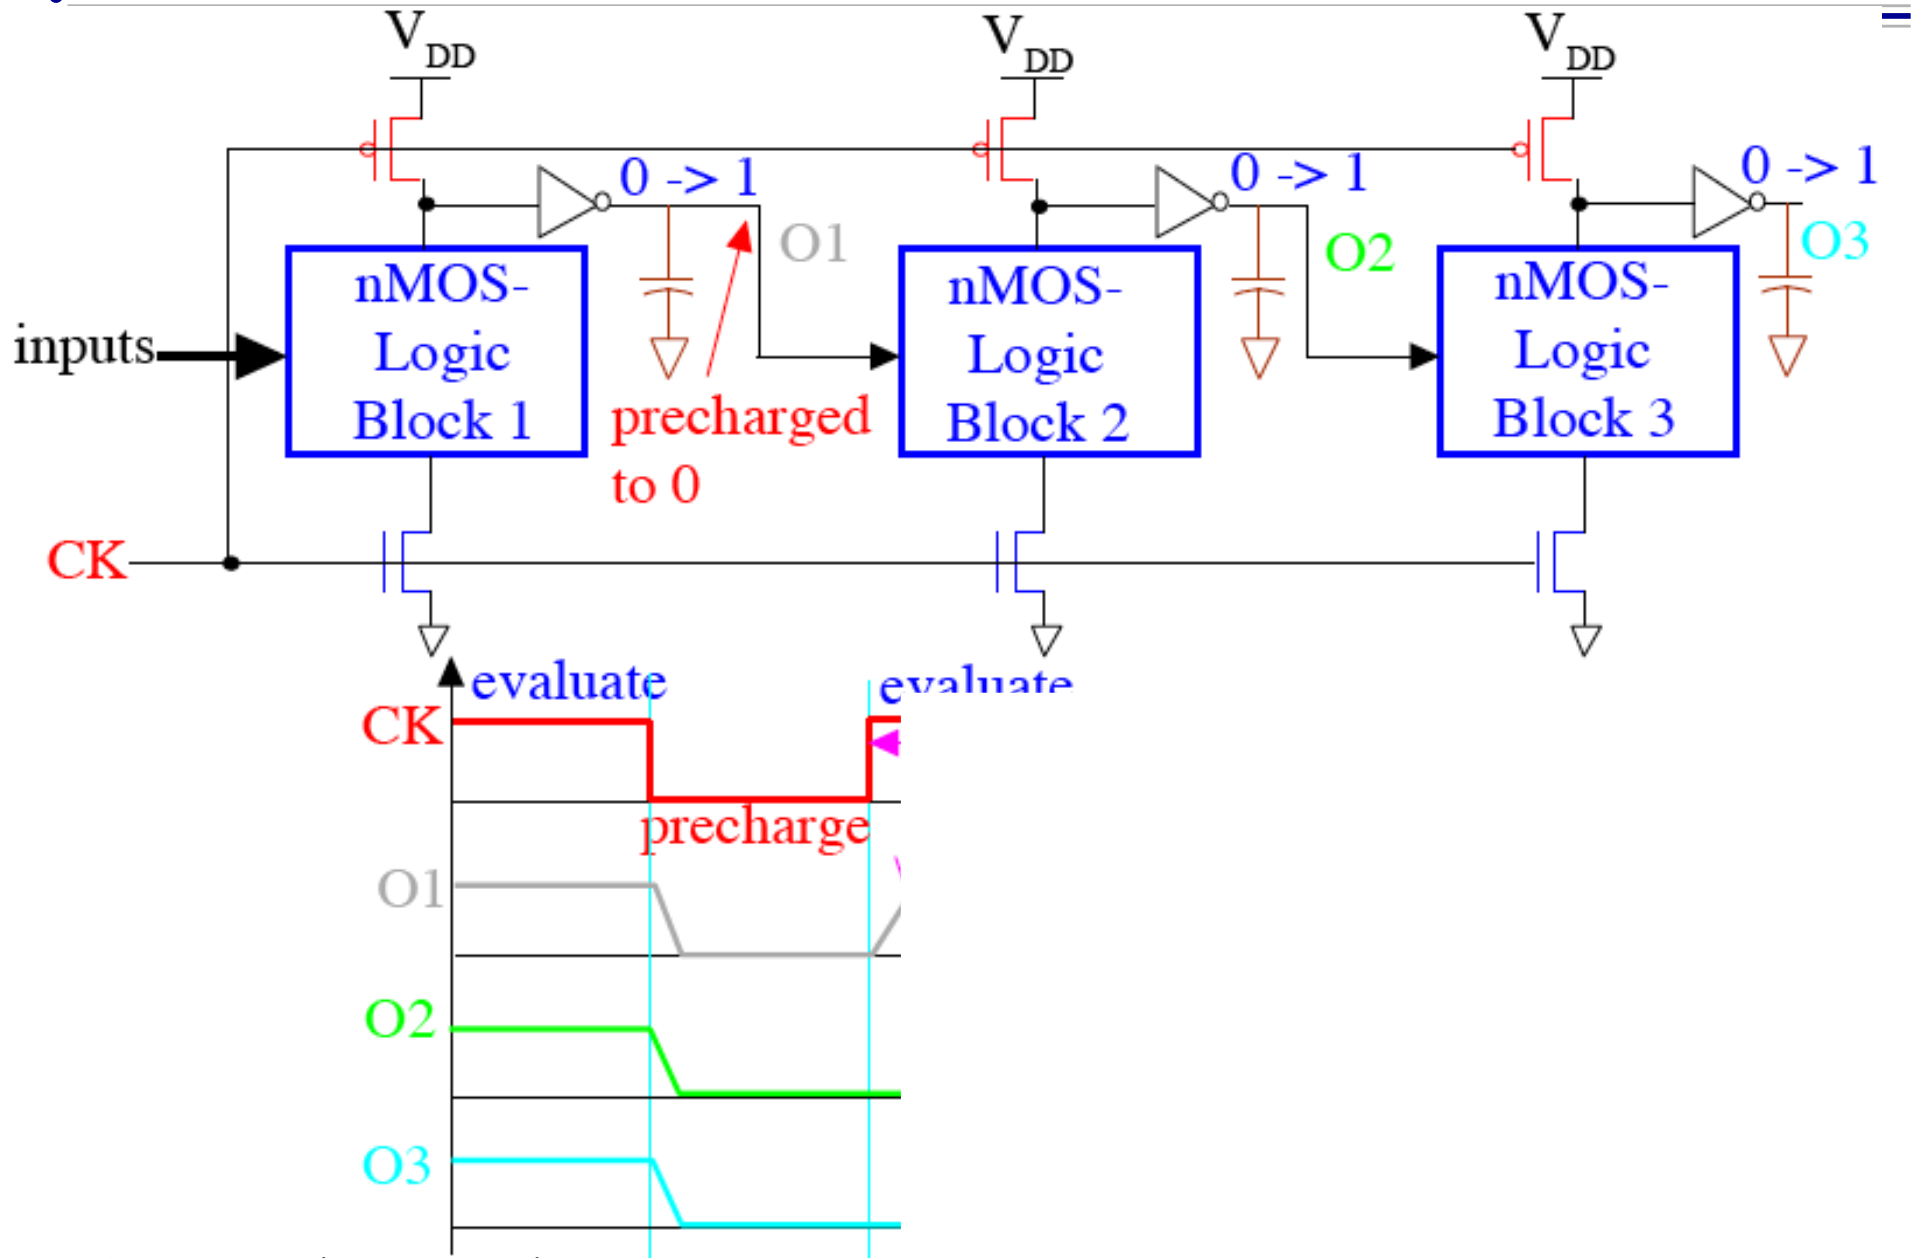 VDD VDD VDD
0 -> 1 0 -> 1 0 -> 1
O1 O2 O3
nMOS-
Logic
Block 1
nMOS-
Logic
Block 2
nMOS-
Logic
Block 3
inputs
precharged
to 0
CK
evaluate evaluate
CK
precharge
O1
O2
O3